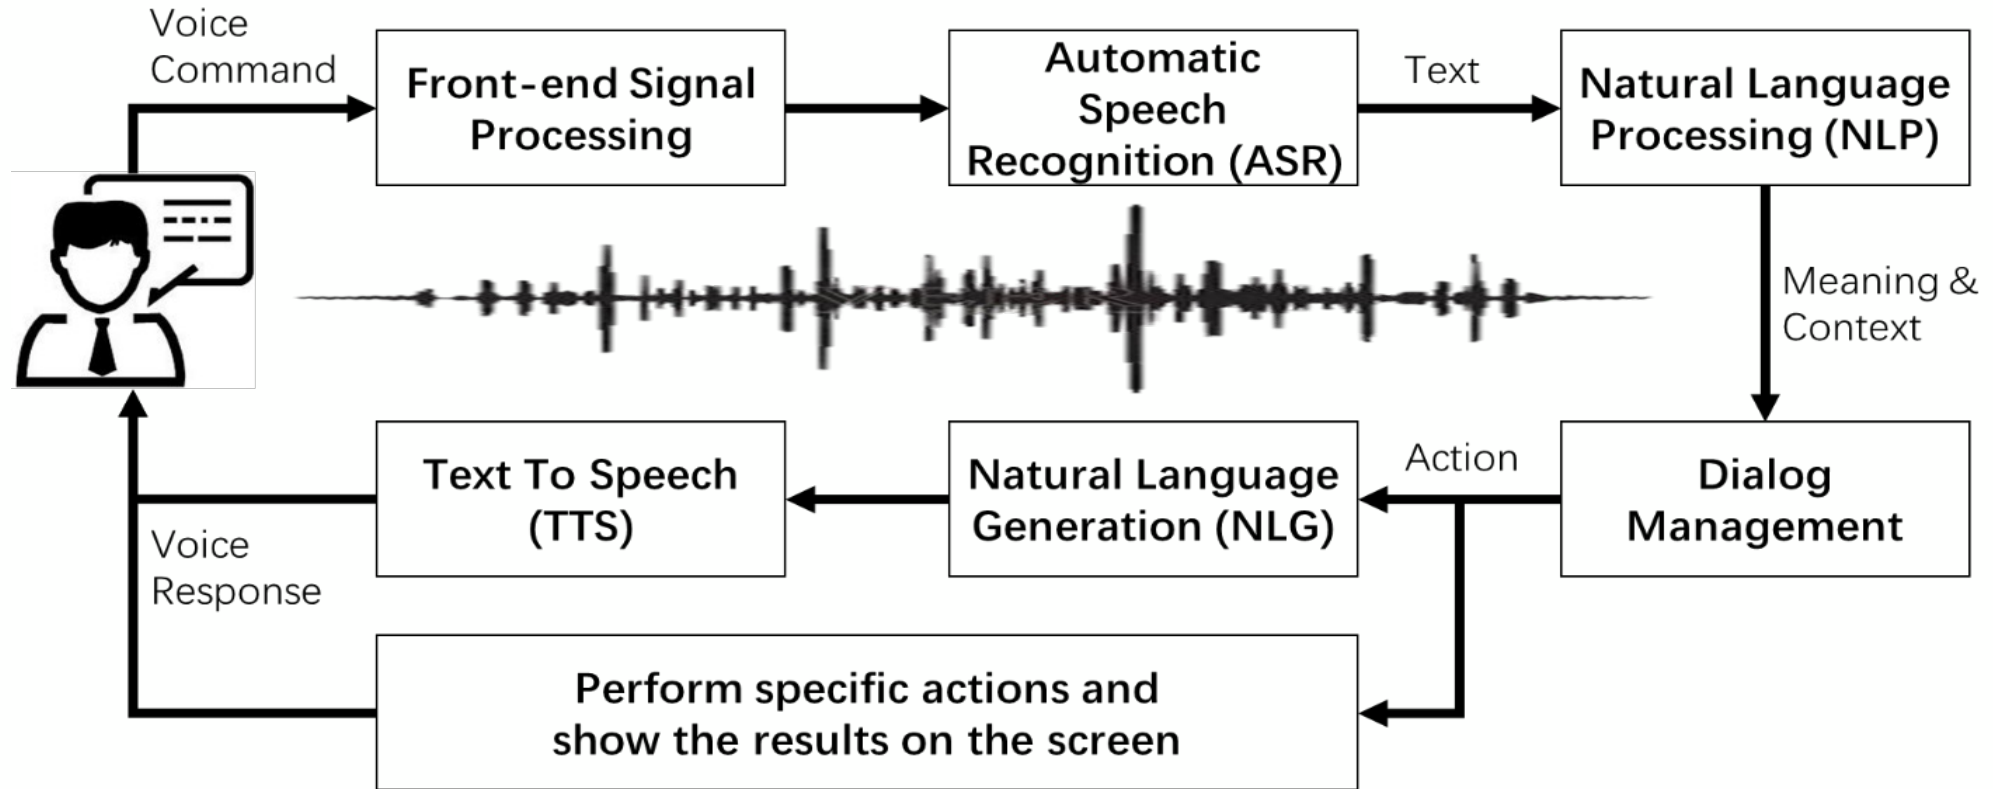 Voice
Command
Front-end Signal
Processing
Automatic
Speech
Recognition (ASR)
Text
Natural Language
Processing (NLP)
Meaning &
Context
Dialog
Management
Action
Natural Language
Generation (NLG)
Text To Speech
(TTS)
Voice
Response
Perform specific actions and
show the results on the screen